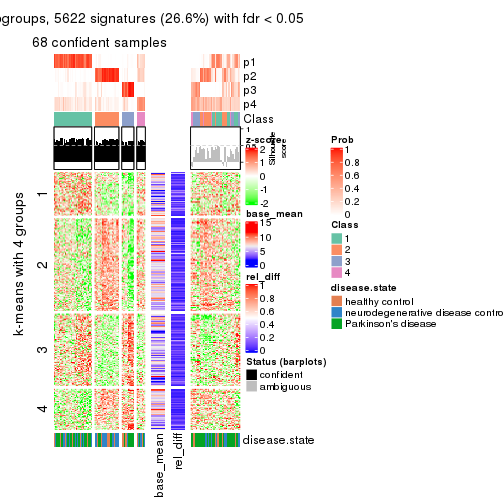 ogroups, 5622 signatures (26.6%) with fdr < 0.05
68 confident samples
p1
p2
p3
p4
Class
1
Silhouette
score
z-score
2
1
0
-1
-2
base_mean
15
10
5
0
rel_diff
1
0.8
0.6
0.4
0.2
0
Status (barplots)
confident
ambiguous
Prob
1
0.8
0.6
0.4
0.2
0
Class
1
2
3
4
disease.state
healthy control
neurodegenerative disease contro
Parkinson's disease
k-means with 4 groups
1
2
3
4
disease.state
base_mean
rel_diff